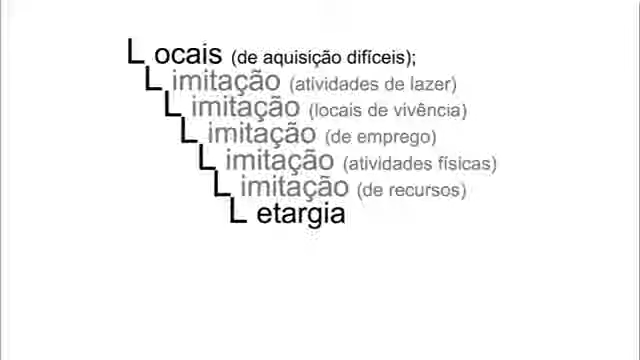 Locais (de aquisição difíceis);
Limitação (atividades de lazer)
Limitação (locais de vivência)
Limitação (de emprego)
Limitação (atividades físicas)
Limitação (de recursos)
Letargia